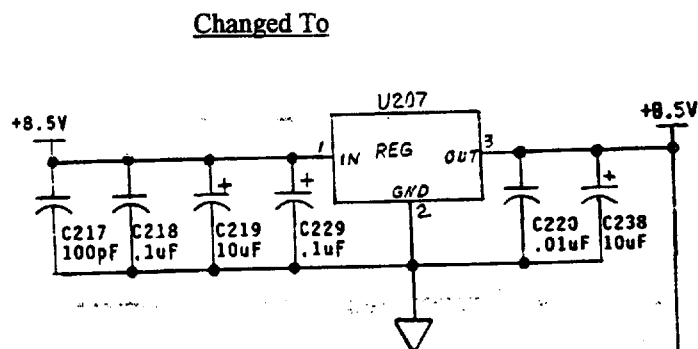 Changed To
U207
+8.5V
+8.5V
1
IN
REG
OUT
3
GND
2
+
+
+
C217
100pF
C218
.1uF
C219
10uF
C229
.1uF
C220
.01uF
C238
10uF